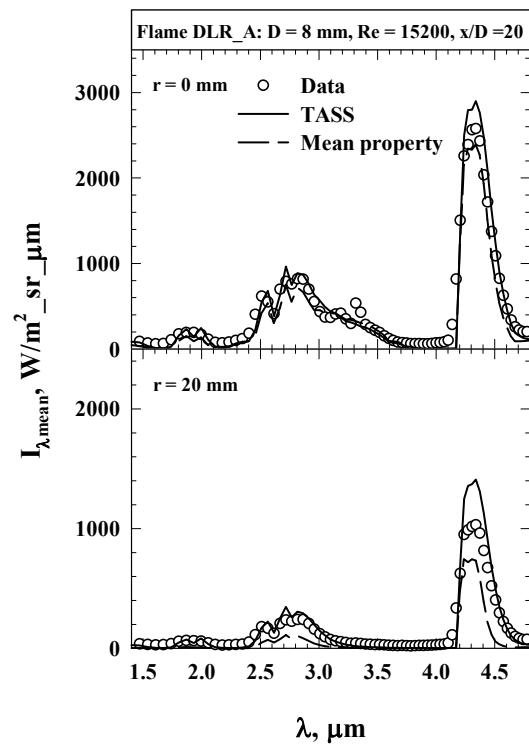 Flame DLR_A: D = 8 mm, Re = 15200, x/D =20
r = 0 mm
Data
TASS
Mean property
3000
2000
1000
0
r = 20 mm
2000
1000
0
1.5 2.0 2.5 3.0 3.5 4.0 4.5
I λmean, W/m²_sr_μm
λ, μm